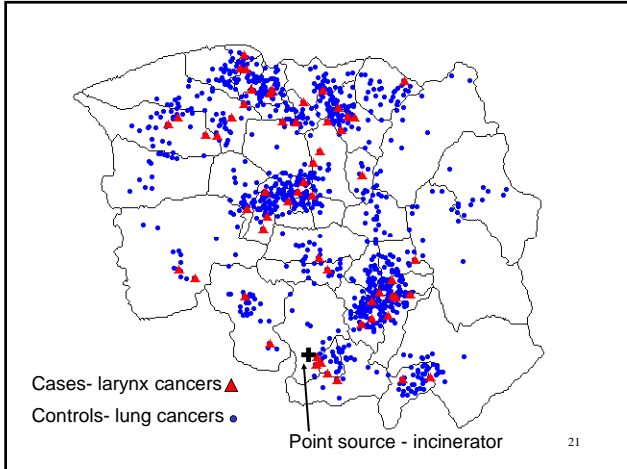 Cases- larynx cancers
Controls- lung cancers
Point source - incinerator
21